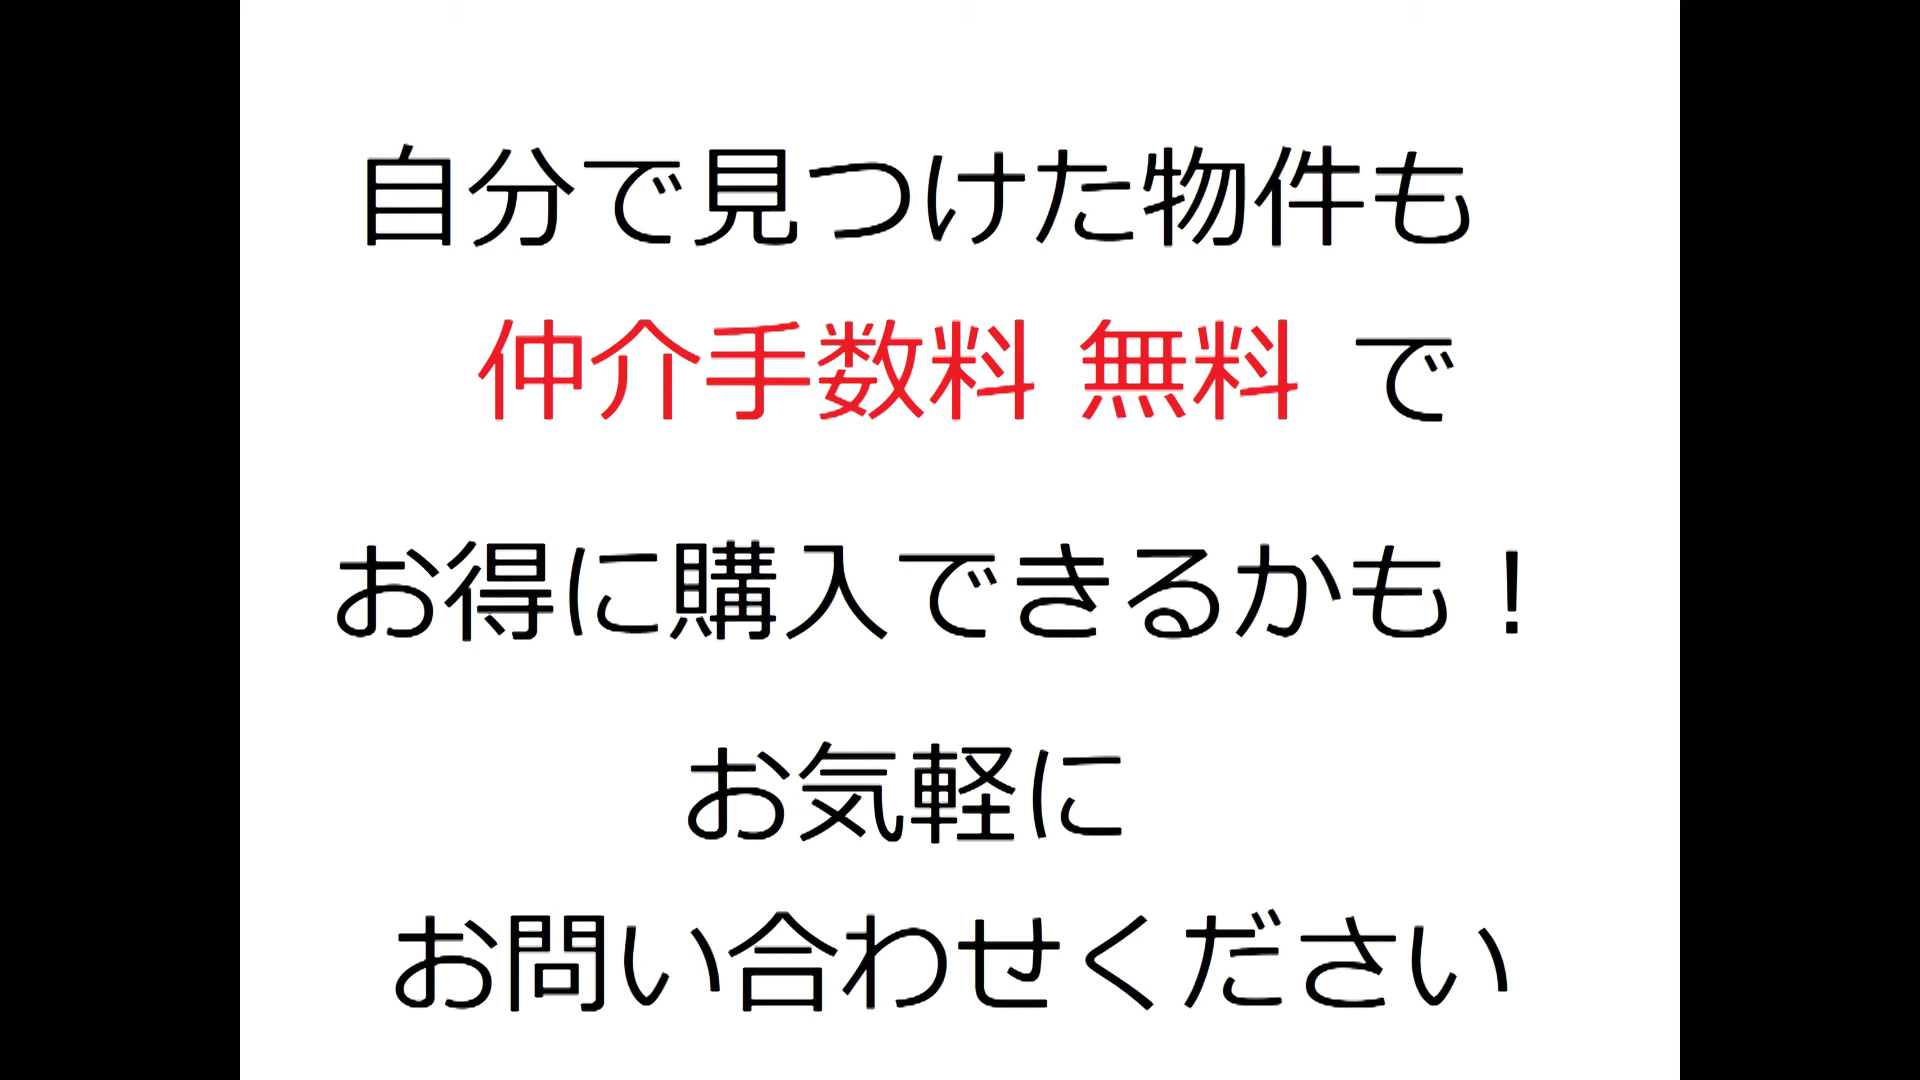 自分で見つけた物件も
仲介手数料 無料 で
お得に購入できるかも！
お気軽に
お問い合わせください